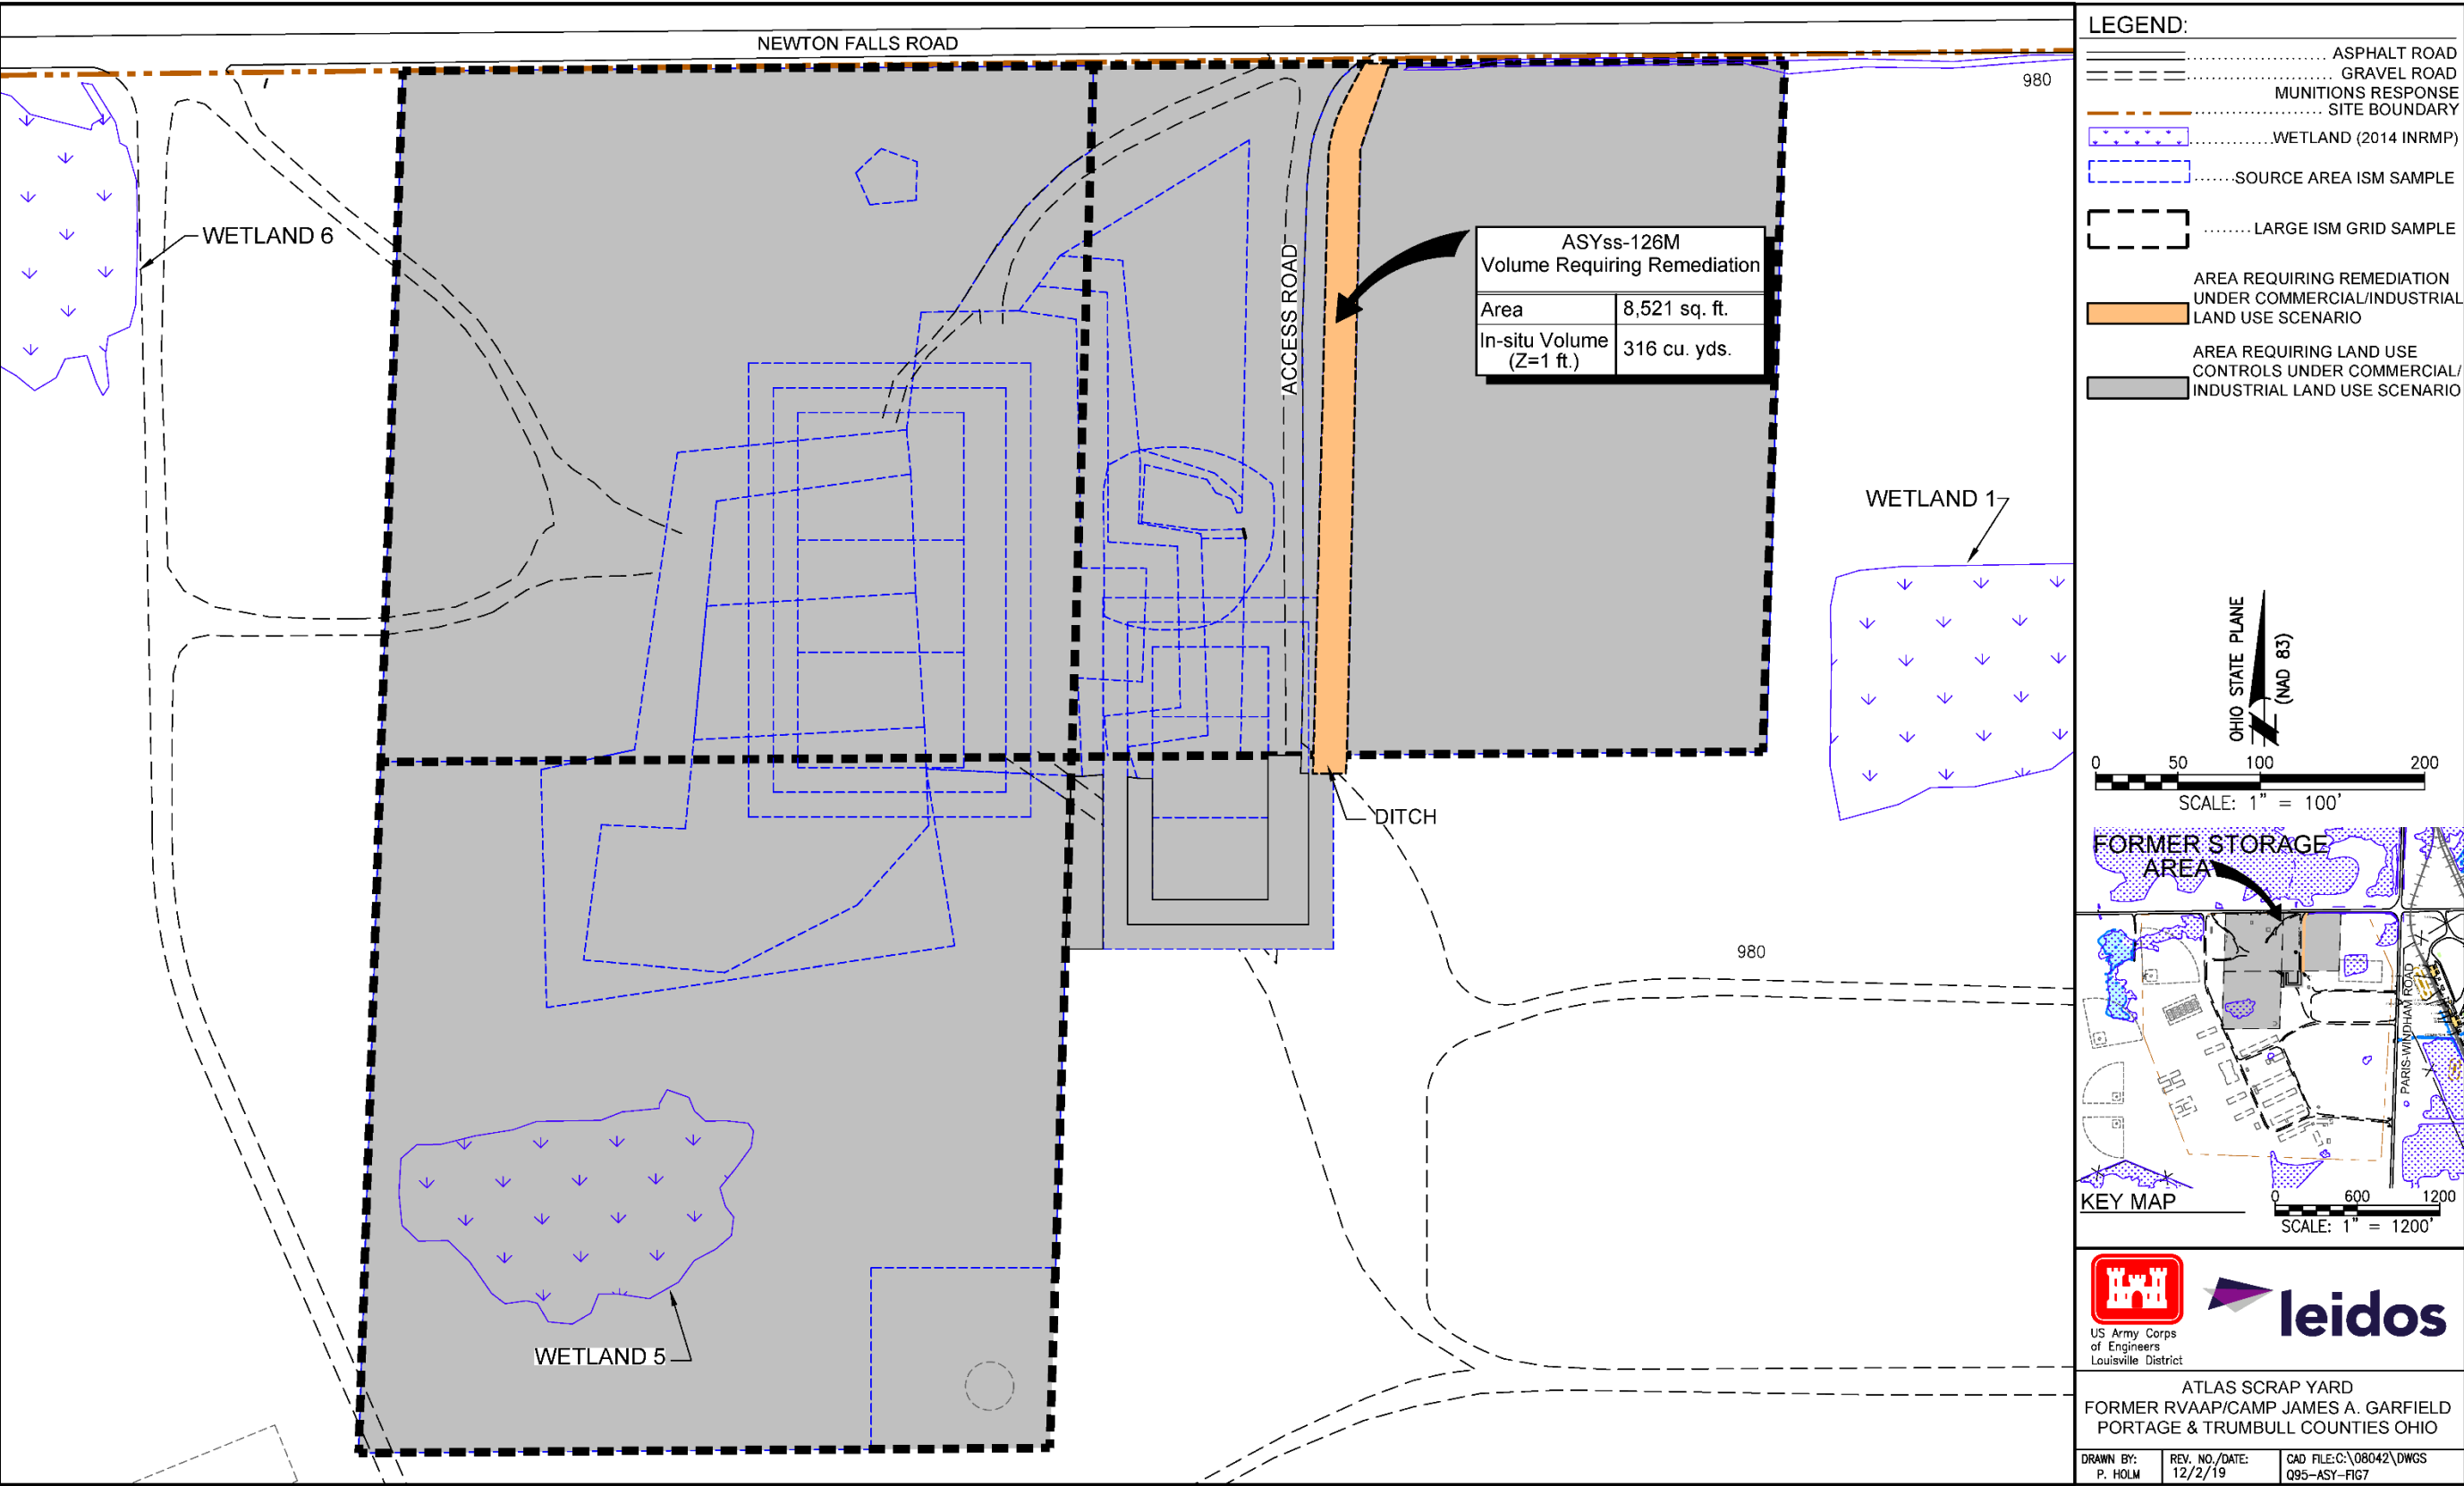 NEWTON FALLS ROAD
980
WETLAND 6
ACCESS ROAD
ASYss-126M
Volume Requiring Remediation
Area 8,521 sq. ft.
In-situ Volume
(Z=1 ft.) 316 cu. yds.
WETLAND 1
DITCH
980
WETLAND 5
LEGEND:
ASPHALT ROAD
GRAVEL ROAD
MUNITIONS RESPONSE
SITE BOUNDARY
WETLAND (2014 INRMP)
SOURCE AREA ISM SAMPLE
LARGE ISM GRID SAMPLE
AREA REQUIRING REMEDIATION
UNDER COMMERCIAL/INDUSTRIAL
LAND USE SCENARIO
AREA REQUIRING LAND USE
CONTROLS UNDER COMMERCIAL/
INDUSTRIAL LAND USE SCENARIO
OHIO STATE PLANE
(NAD 83)
0 50 100 200
SCALE: 1" = 100'
FORMER STORAGE
AREA
PARIS-WINDHAM ROAD
KEY MAP
0 600 1200
SCALE: 1" = 1200'
US Army Corps
of Engineers
Louisville District
leidos
ATLAS SCRAP YARD
FORMER RVAAP/CAMP JAMES A. GARFIELD
PORTAGE & TRUMBULL COUNTIES OHIO
DRAWN BY:
P. HOLM
REV. NO./DATE:
12/2/19
CAD FILE:C:\08042\DWGS
Q95-ASY-FIG7